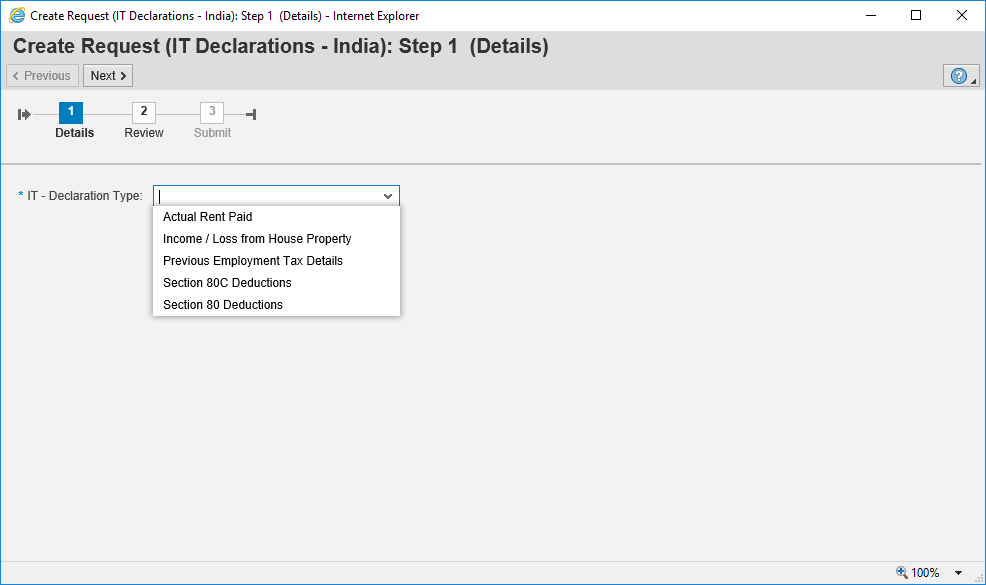 Create Request (IT Declarations - India): Step 1 (Details) - Internet Explorer
Create Request (IT Declarations - India): Step 1 (Details)
Previous Next
?
1 2 3
Details Review Submit
* IT - Declaration Type:
Actual Rent Paid
Income / Loss from House Property
Previous Employment Tax Details
Section 80C Deductions
Section 80 Deductions
100%